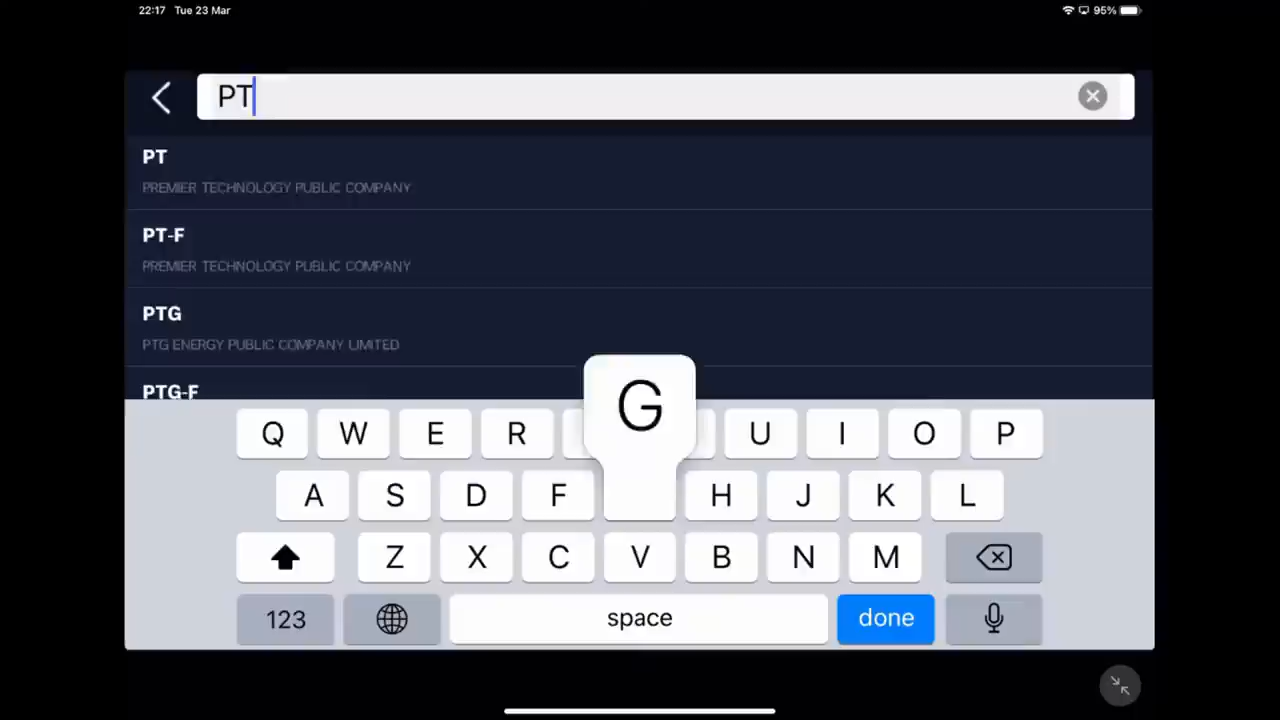 22:17 Tue 23 Mar
95%
PT
PT
PREMIER TECHNOLOGY PUBLIC COMPANY
PT-F
PREMIER TECHNOLOGY PUBLIC COMPANY
PTG
PTG ENERGY PUBLIC COMPANY LIMITED
PTG-F
G
Q W E R U I O P
A S D F H J K L
Z X C V B N M
123 space done